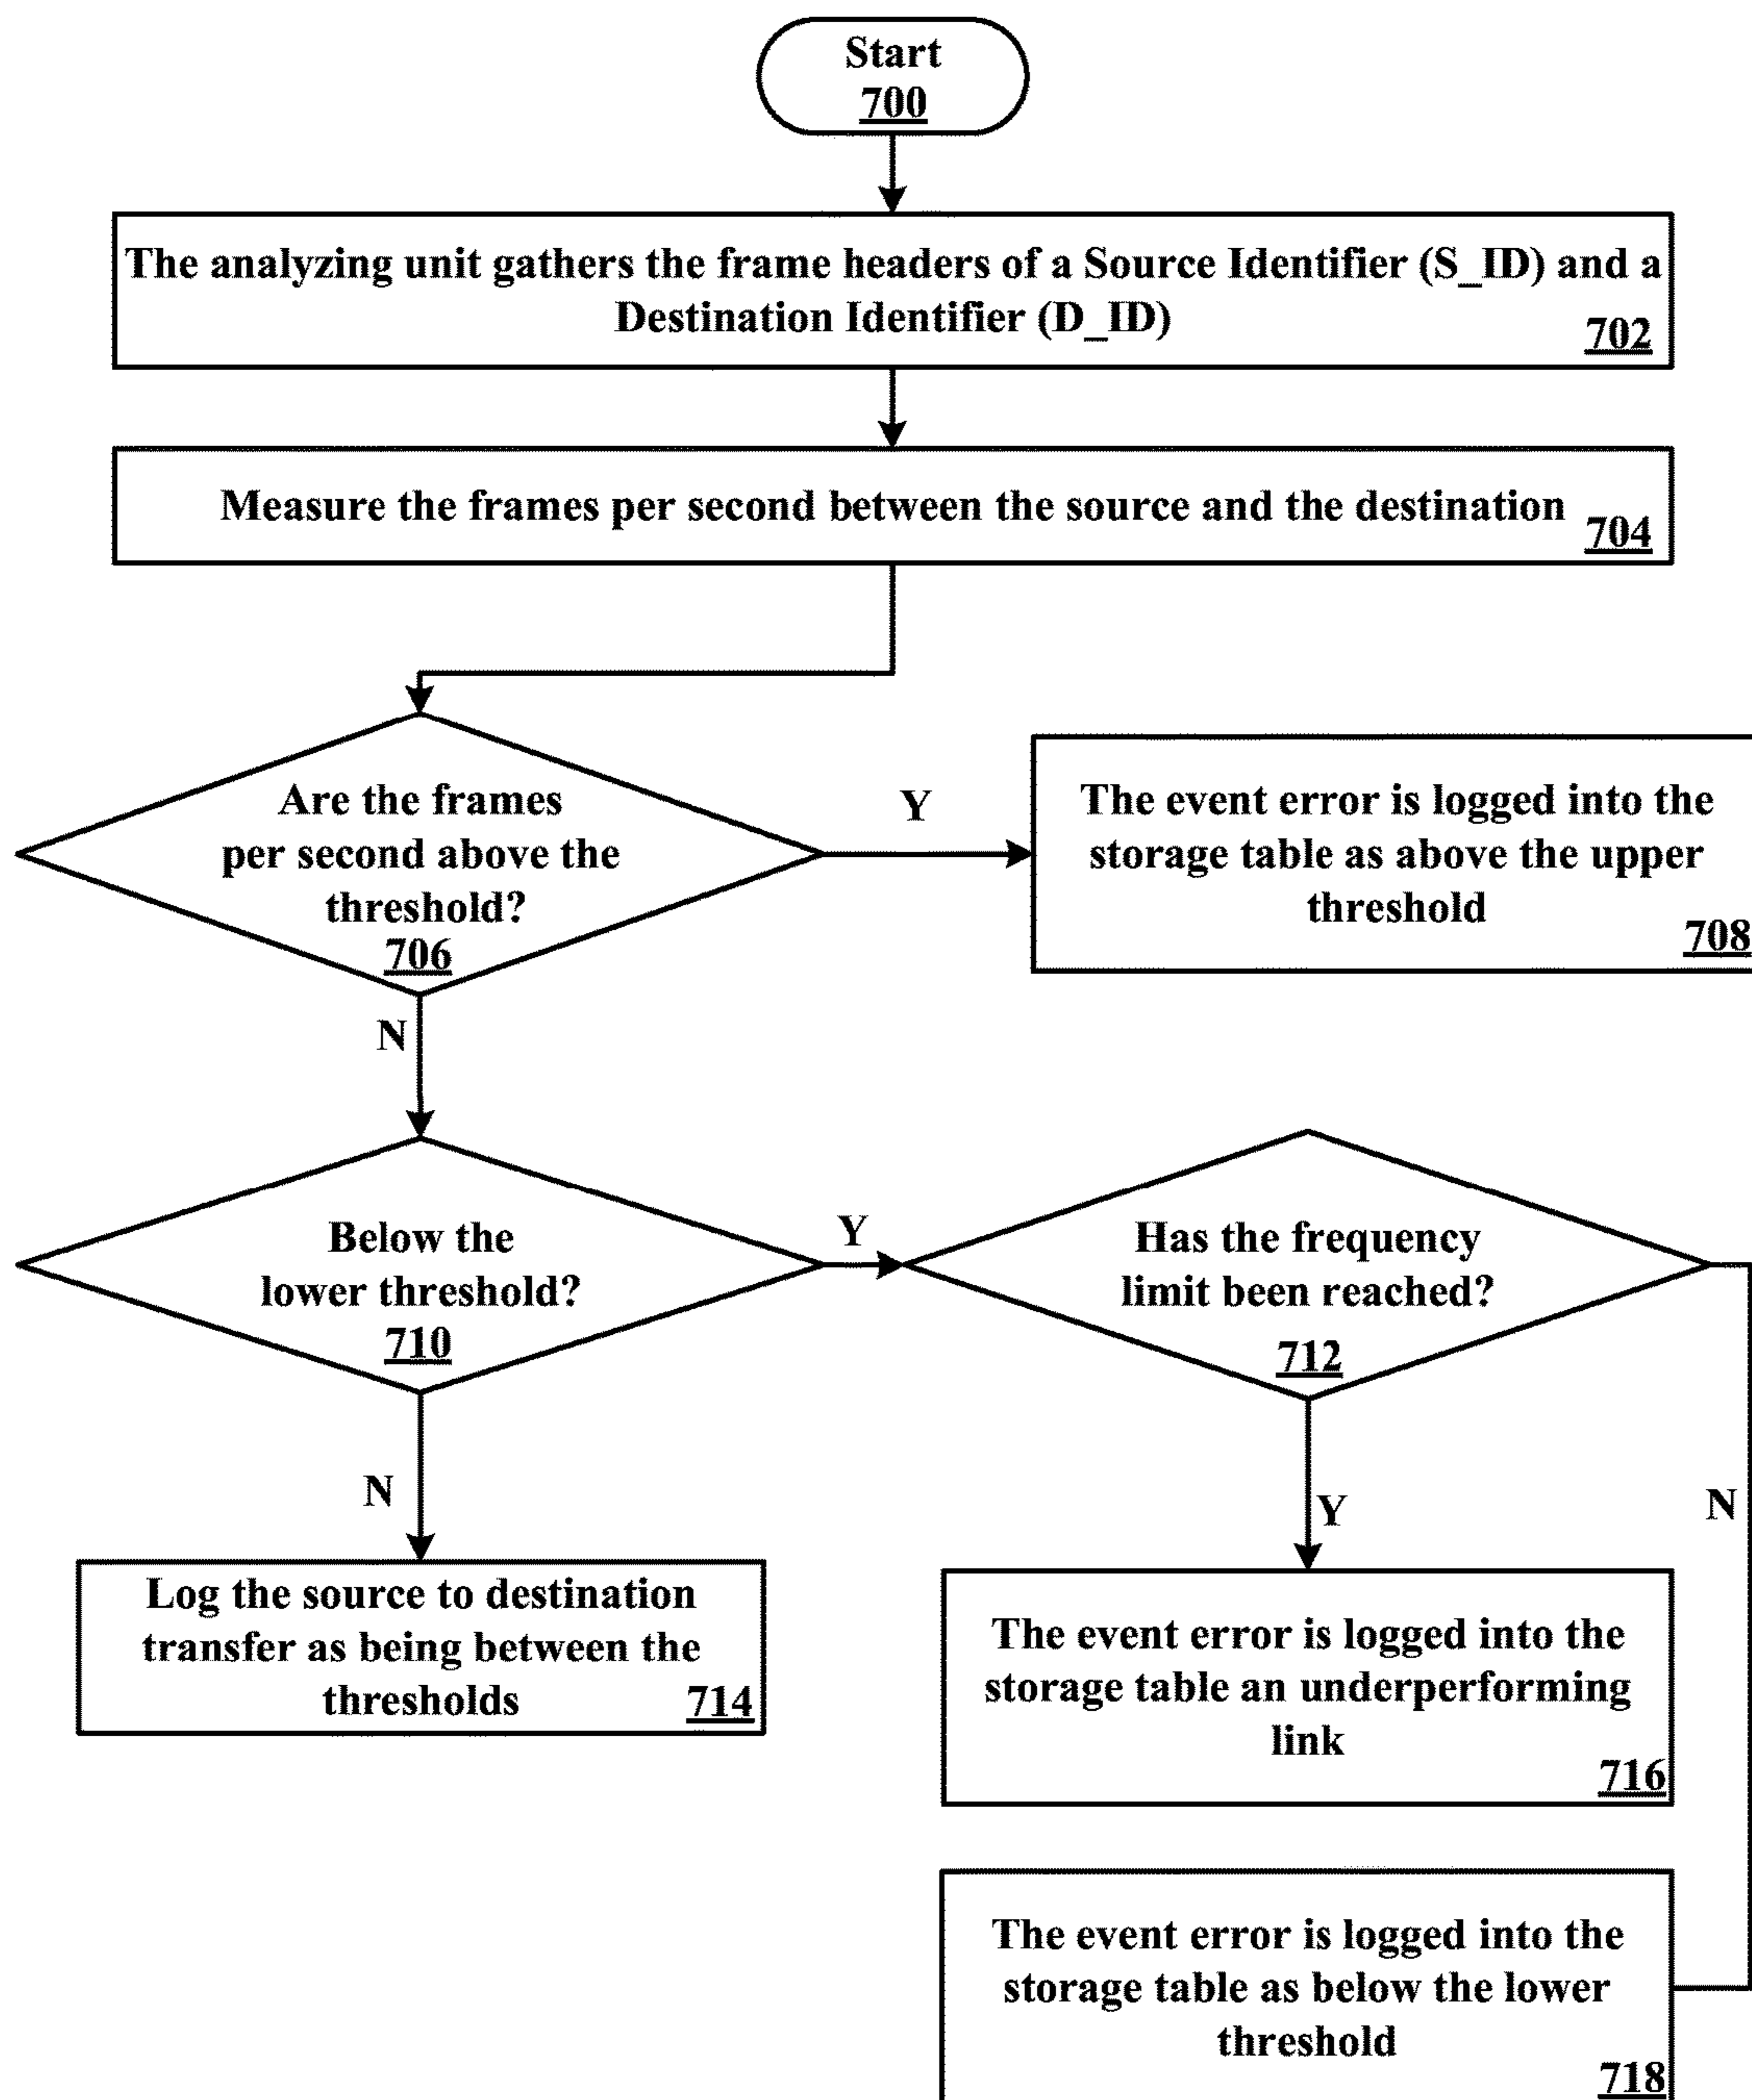 Start
700
The analyzing unit gathers the frame headers of a Source Identifier (S_ID) and a
Destination Identifier (D_ID)
702
Measure the frames per second between the source and the destination
704
Are the frames
per second above the
threshold?
706
Y
The event error is logged into the
storage table as above the upper
threshold
708
N
Below the
lower threshold?
710
Y
Has the frequency
limit been reached?
712
N
Y
N
Log the source to destination
transfer as being between the
thresholds
714
The event error is logged into the
storage table an underperforming
link
716
The event error is logged into the
storage table as below the lower
threshold
718